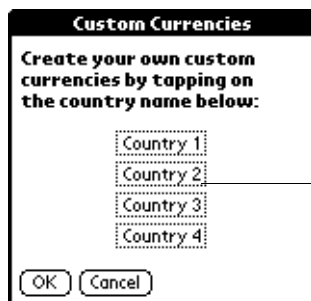 Custom Currencies
Create your own custom
currencies by tapping on
the country name below:
Country 1
Country 2
Country 3
Country 4
OK Cancel